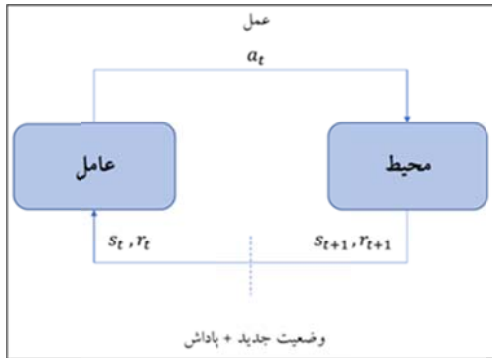 عمل
a_t
عامل
محیط
s_t , r_t
s_{t+1}, r_{t+1}
وضعیت جدید + پاداش